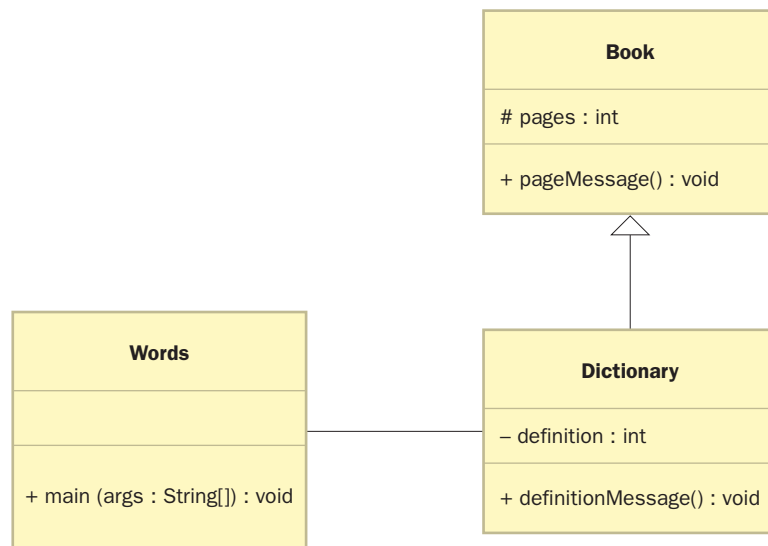 Book
# pages : int
+ pageMessage() : void
Words
+ main (args : String[]) : void
Dictionary
– definition : int
+ definitionMessage() : void